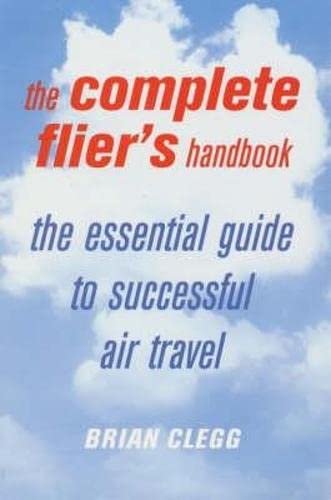 the complete
flier's handbook
the essential guide
to successful
air travel
BRIAN CLEGG